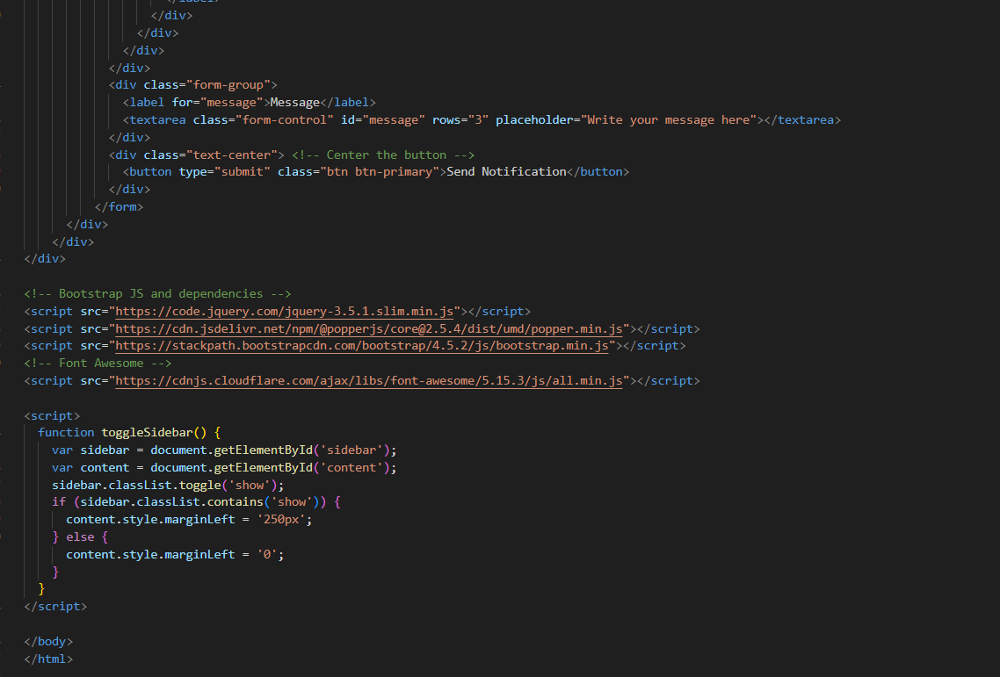 </label>
</div>
</div>
</div>
</div>
<div class="form-group">
<label for="message">Message</label>
<textarea class="form-control" id="message" rows="3" placeholder="Write your message here"></textarea>
</div>
<div class="text-center"> <!-- Center the button -->
<button type="submit" class="btn btn-primary">Send Notification</button>
</div>
</form>
</div>
</div>
</div>
<!-- Bootstrap JS and dependencies -->
<script src="https://code.jquery.com/jquery-3.5.1.slim.min.js"></script>
<script src="https://cdn.jsdelivr.net/npm/@popperjs/core@2.5.4/dist/umd/popper.min.js"></script>
<script src="https://stackpath.bootstrapcdn.com/bootstrap/4.5.2/js/bootstrap.min.js"></script>
<!-- Font Awesome -->
<script src="https://cdnjs.cloudflare.com/ajax/libs/font-awesome/5.15.3/js/all.min.js"></script>
<script>
function toggleSidebar() {
var sidebar = document.getElementById('sidebar');
var content = document.getElementById('content');
sidebar.classList.toggle('show');
if (sidebar.classList.contains('show')) {
content.style.marginLeft = '250px';
} else {
content.style.marginLeft = '0';
}
}
</script>
</body>
</html>